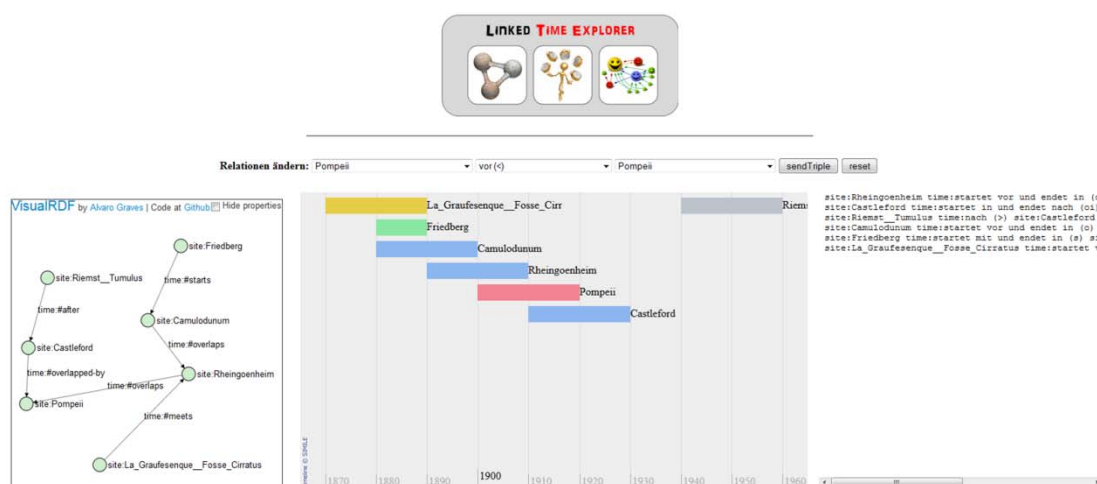 LINKED TIME EXPLORER
Relationen ändern: Pompeii vor (<) Pompeii sendTriple reset
VisualRDF by Alvaro Graves | Code at Github Hide properties
site:Friedberg
site:Riemst__Tumulus
time:#starts
time:#after
site:Camulodunum
site:Castleford
time:#overlaps
time:#overlapped-by
site:Rheingoenheim
time:#overlaps
site:Pompeii
time:#meets
site:La_Graufesenque__Fosse_Cirratus
La_Graufesenque__Fosse_Cirr
Riems
Friedberg
Camulodunum
Rheingoenheim
Pompeii
Castleford
Timeline © SIMILE
1870 1880 1890 1900 1910 1920 1930 1940 1950 1960
site:Rheingoenheim time:startet vor und endet in (o
site:Castleford time:startet in und endet nach (oi)
site:Riemst__Tumulus time:nach (>) site:Castleford
site:Camulodunum time:startet vor und endet in (o)
site:Friedberg time:startet mit und endet in (s) si
site:La_Graufesenque__Fosse_Cirratus time:startet v